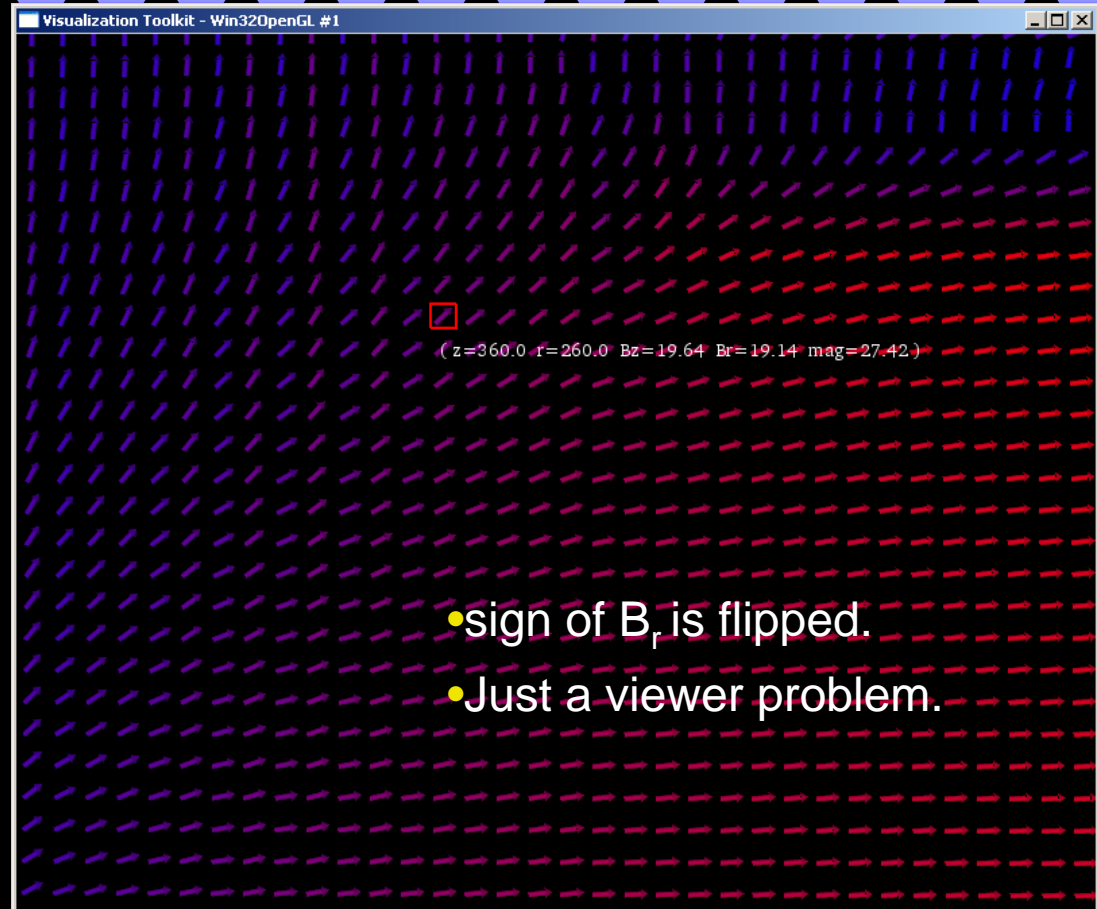 Visualization Toolkit - Win32OpenGL #1
( z=360.0 r=260.0 Bz=19.64 Br=19.14 mag=27.42 )
•sign of Br is flipped.
•Just a viewer problem.